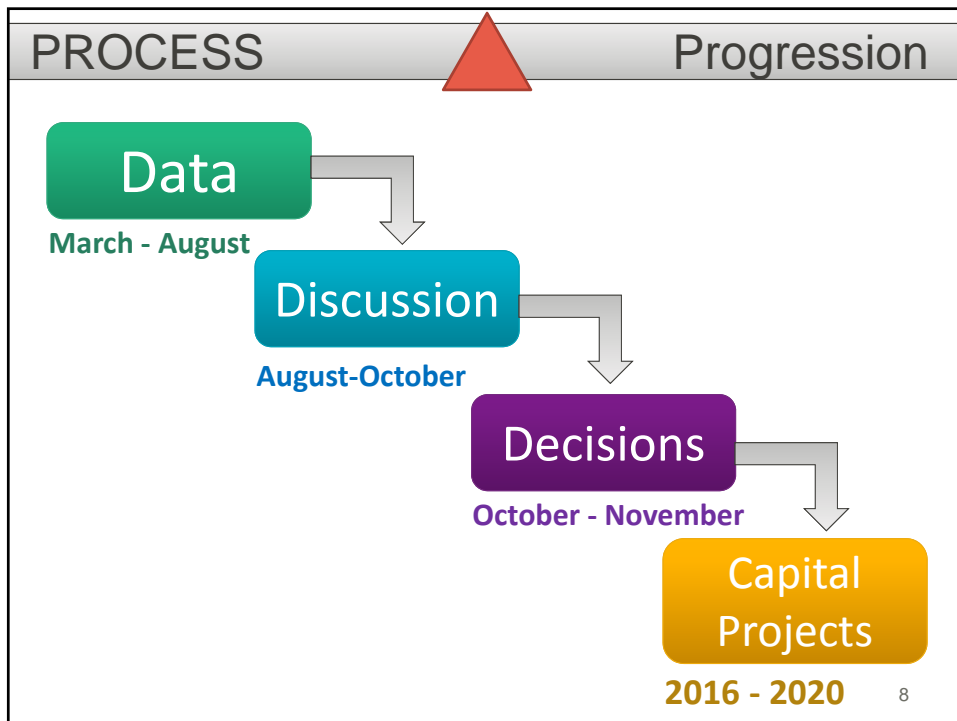 PROCESS
Progression
Data
March - August
Discussion
August-October
Decisions
October - November
Capital
Projects
2016 - 2020
8